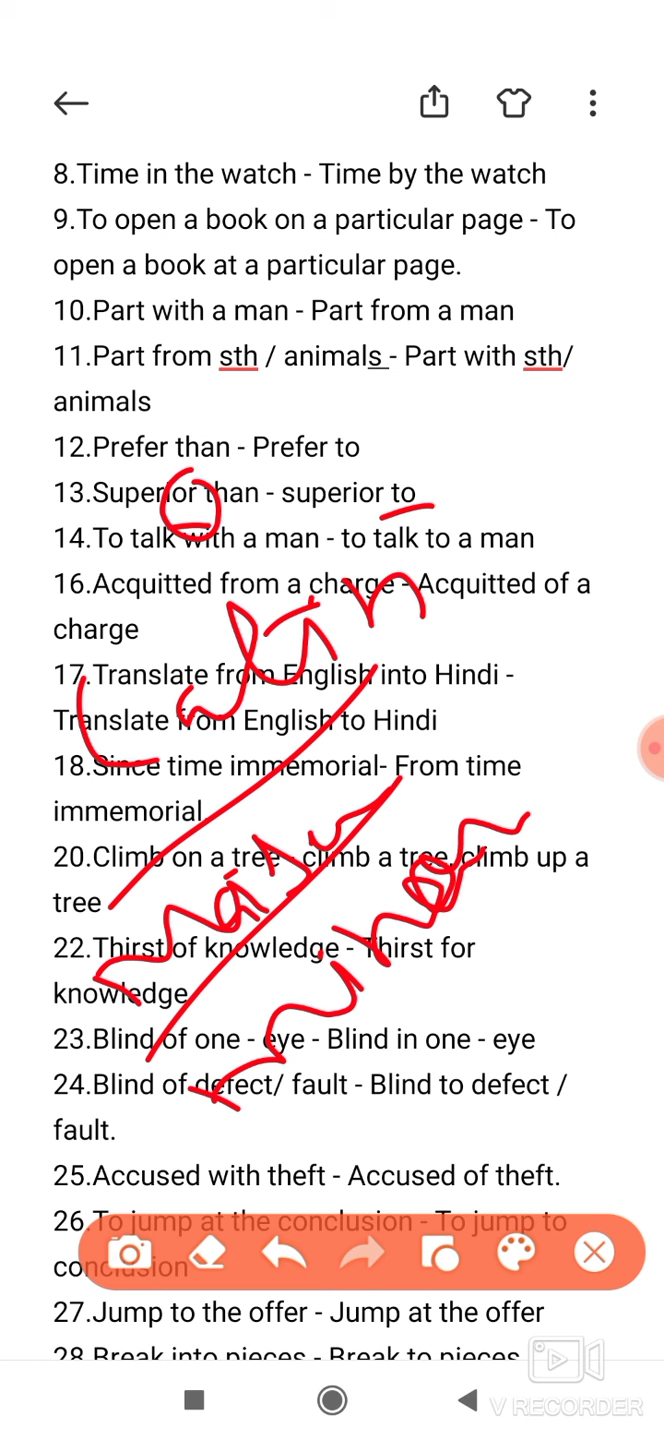 8.Time in the watch - Time by the watch
9.To open a book on a particular page - To
open a book at a particular page.
10.Part with a man - Part from a man
11.Part from sth / animals - Part with sth/
animals
12.Prefer than - Prefer to
13.Superior than - superior to
14.To talk with a man - to talk to a man
16.Acquitted from a charge - Acquitted of a
charge
17.Translate from English into Hindi -
Translate from English to Hindi
18.Since time immemorial- From time
immemorial.
20.Climb on a tree - climb a tree, climb up a
tree
22.Thirst of knowledge - Thirst for
knowledge
23.Blind of one - eye - Blind in one - eye
24.Blind of defect/ fault - Blind to defect /
fault.
25.Accused with theft - Accused of theft.
26.To jump at the conclusion - To jump to
conclusion
27.Jump to the offer - Jump at the offer
28.Break into pieces - Break to pieces
Latin
V RECORDER